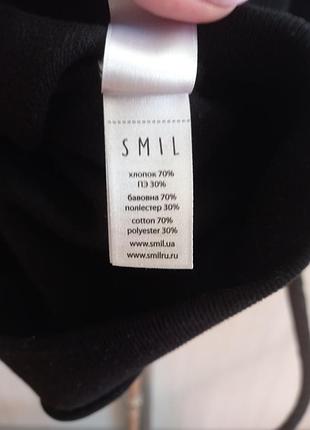 SMIL
хлопок 70%
ПЭ 30%
бавовна 70%
поліестер 30%
cotton 70%
polyester 30%
www.smil.ua
www.smilru.ru